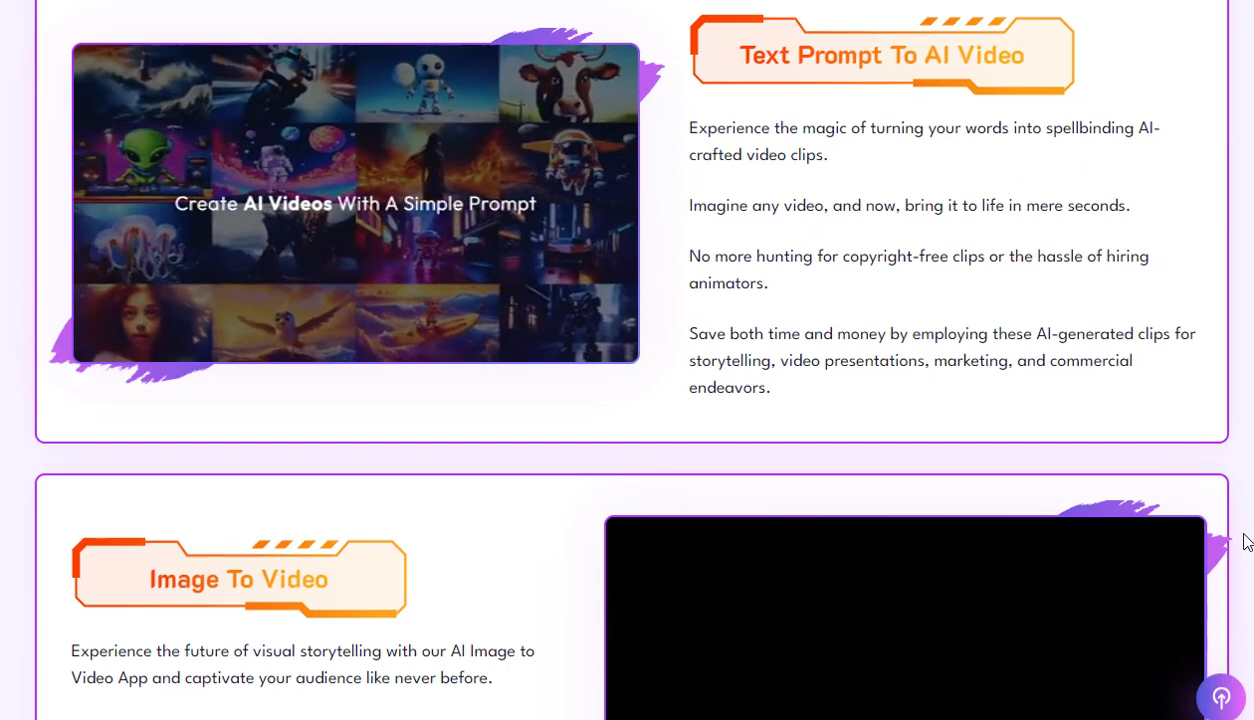 Create AI Videos With A Simple Prompt
Text Prompt To AI Video
Experience the magic of turning your words into spellbinding AI-
crafted video clips.
Imagine any video, and now, bring it to life in mere seconds.
No more hunting for copyright-free clips or the hassle of hiring
animators.
Save both time and money by employing these AI-generated clips for
storytelling, video presentations, marketing, and commercial
endeavors.
Image To Video
Experience the future of visual storytelling with our AI Image to
Video App and captivate your audience like never before.